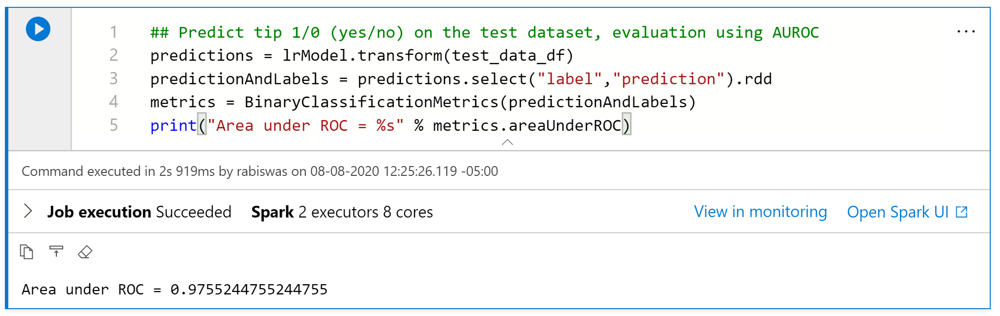 1 ## Predict tip 1/0 (yes/no) on the test dataset, evaluation using AUROC
2 predictions = lrModel.transform(test_data_df)
3 predictionAndLabels = predictions.select("label","prediction").rdd
4 metrics = BinaryClassificationMetrics(predictionAndLabels)
5 print("Area under ROC = %s" % metrics.areaUnderROC)
Command executed in 2s 919ms by rabiswas on 08-08-2020 12:25:26.119 -05:00
Job execution Succeeded Spark 2 executors 8 cores View in monitoring Open Spark UI
Area under ROC = 0.9755244755244755